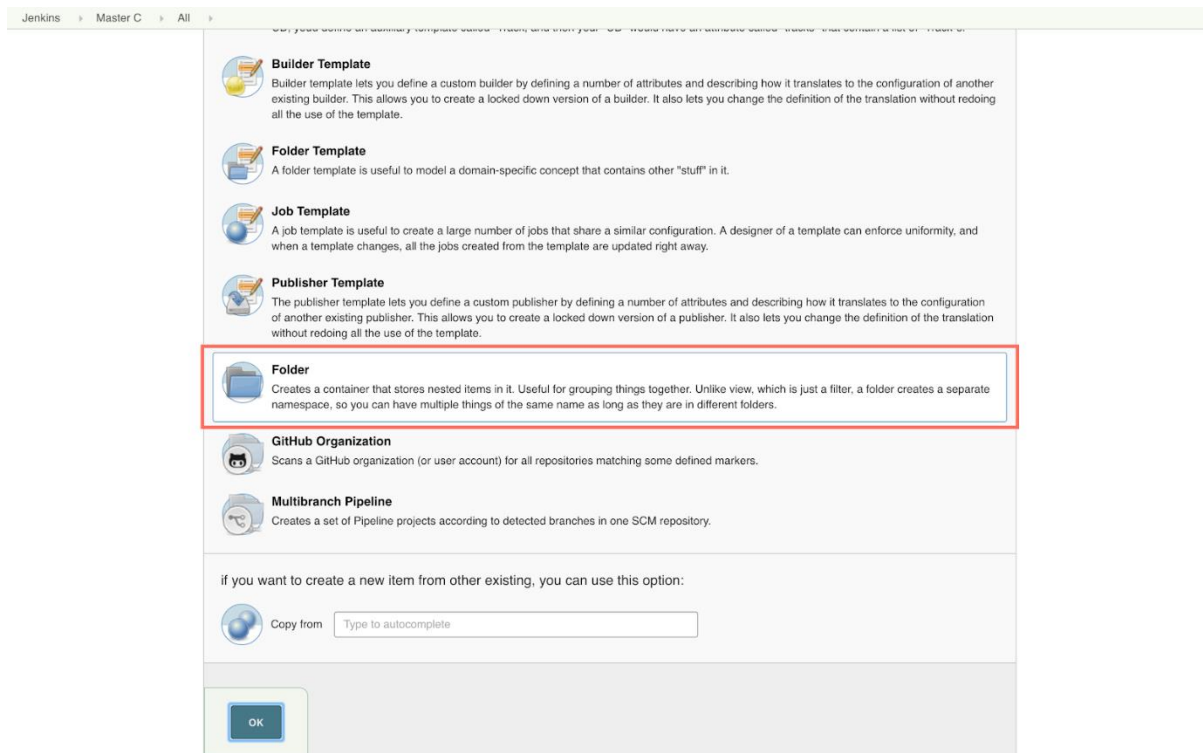 Jenkins Master C All
Builder Template
Builder template lets you define a custom builder by defining a number of attributes and describing how it translates to the configuration of another
existing builder. This allows you to create a locked down version of a builder. It also lets you change the definition of the translation without redoing
all the use of the template.
Folder Template
A folder template is useful to model a domain-specific concept that contains other "stuff" in it.
Job Template
A job template is useful to create a large number of jobs that share a similar configuration. A designer of a template can enforce uniformity, and
when a template changes, all the jobs created from the template are updated right away.
Publisher Template
The publisher template lets you define a custom publisher by defining a number of attributes and describing how it translates to the configuration
of another existing publisher. This allows you to create a locked down version of a publisher. It also lets you change the definition of the translation
without redoing all the use of the template.
Folder
Creates a container that stores nested items in it. Useful for grouping things together. Unlike view, which is just a filter, a folder creates a separate
namespace, so you can have multiple things of the same name as long as they are in different folders.
GitHub Organization
Scans a GitHub organization (or user account) for all repositories matching some defined markers.
Multibranch Pipeline
Creates a set of Pipeline projects according to detected branches in one SCM repository.
if you want to create a new item from other existing, you can use this option:
Copy from Type to autocomplete
OK